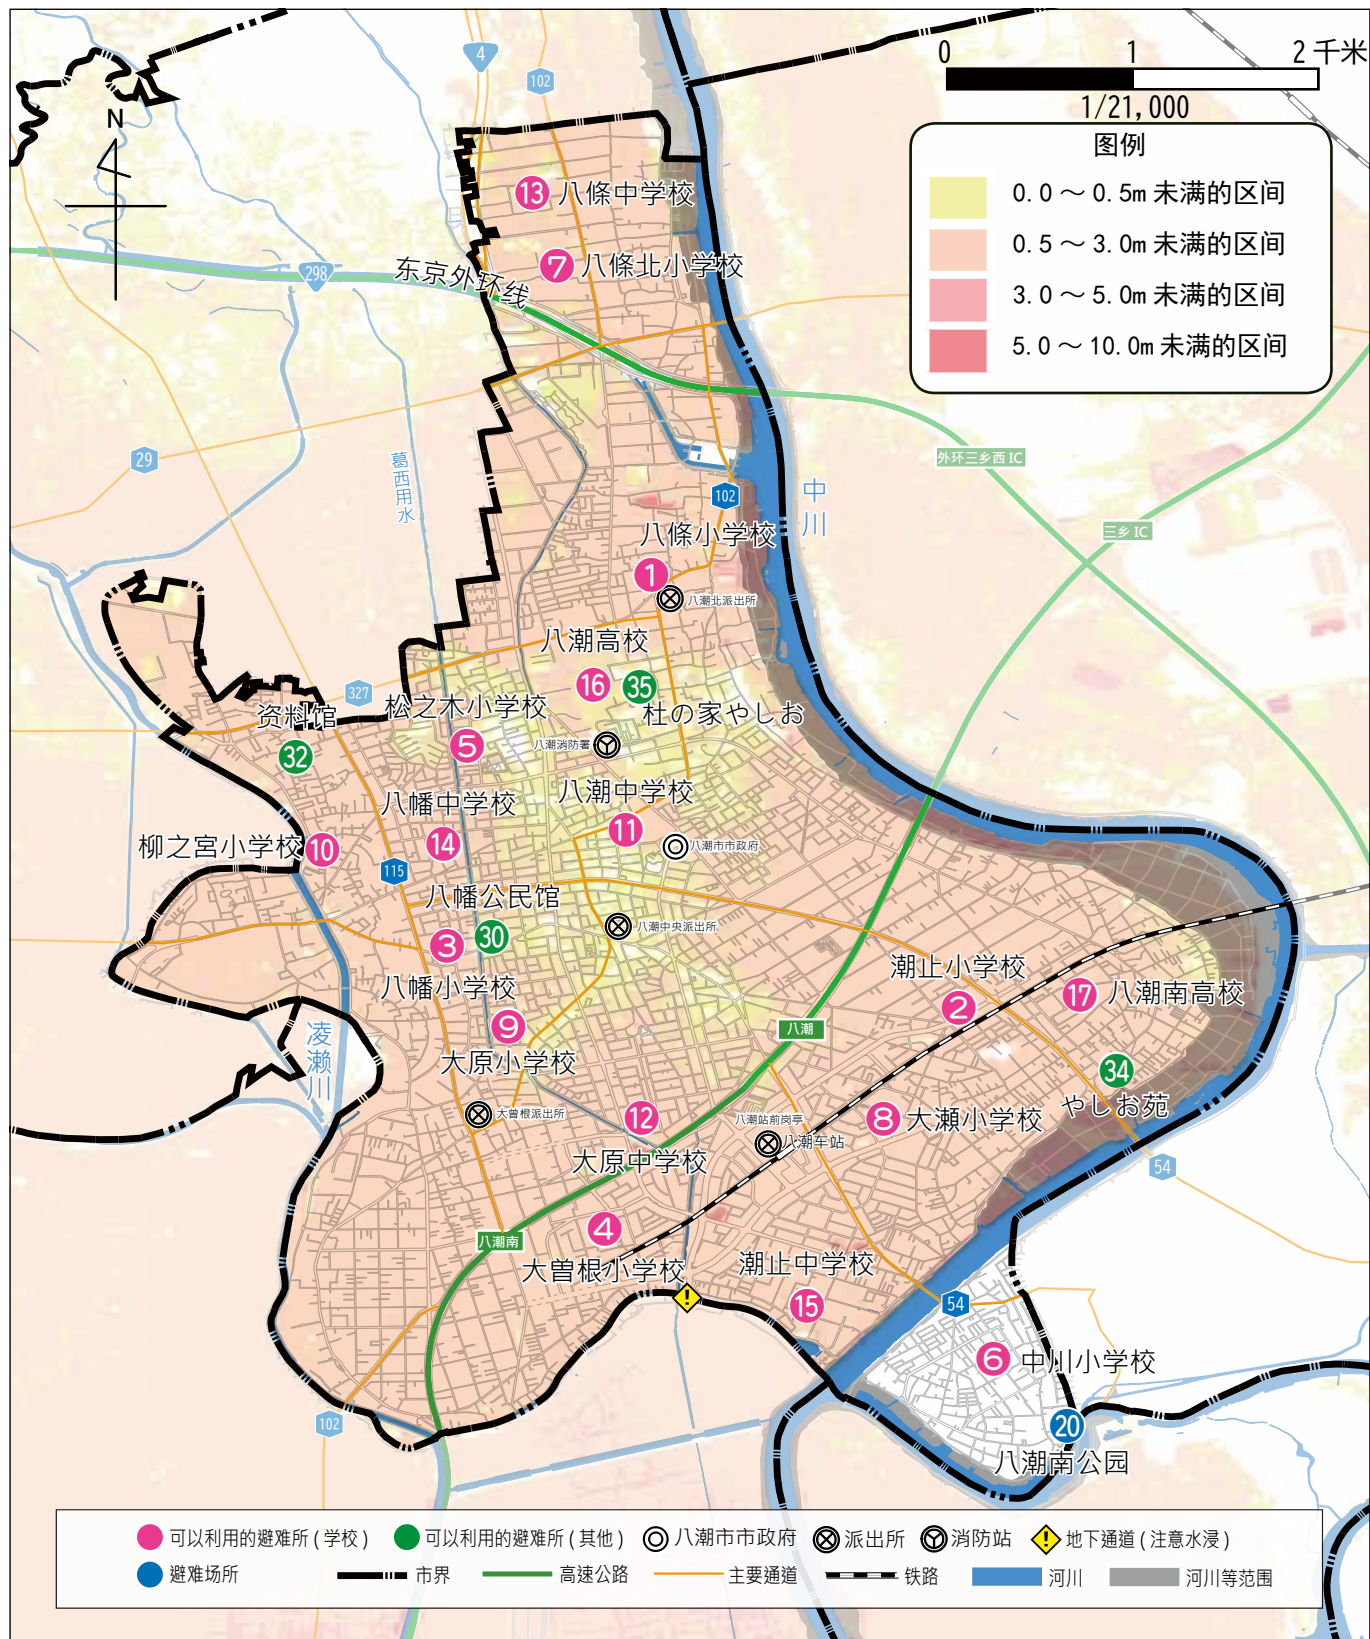 0 1 2 千米
1/21,000
图例
0.0 ～ 0.5m 未满的区间
0.5 ～ 3.0m 未满的区间
3.0 ～ 5.0m 未满的区间
5.0 ～ 10.0m 未满的区间
N
4
102
13 八條中学校
7 八條北小学校
298
东京外环线
29
葛西用水
外环三乡西 IC
中川
102
三乡 IC
八條小学校
1
八潮北派出所
八潮高校
16
35
杜の家やしお
327
资料馆
32
松之木小学校
5
八潮消防署
八潮中学校
11
八潮市市政府
八幡中学校
14
柳之宮小学校 10
115
八幡公民馆
30
3
八幡小学校
八潮中央派出所
潮止小学校
2
17 八潮南高校
9
大原小学校
凌濑川
八潮
34
やしお苑
大曽根派出所
12
大原中学校
八潮站前岗亭
八潮车站
8 大瀬小学校
54
4
大曽根小学校
八潮南
潮止中学校
15
54
6 中川小学校
20
八潮南公园
102
可以利用的避难所 ( 学校 )
可以利用的避难所 ( 其他 )
八潮市市政府
派出所
消防站
地下通道 ( 注意水浸 )
避难场所
市界
高速公路
主要通道
铁路
河川
河川等范围